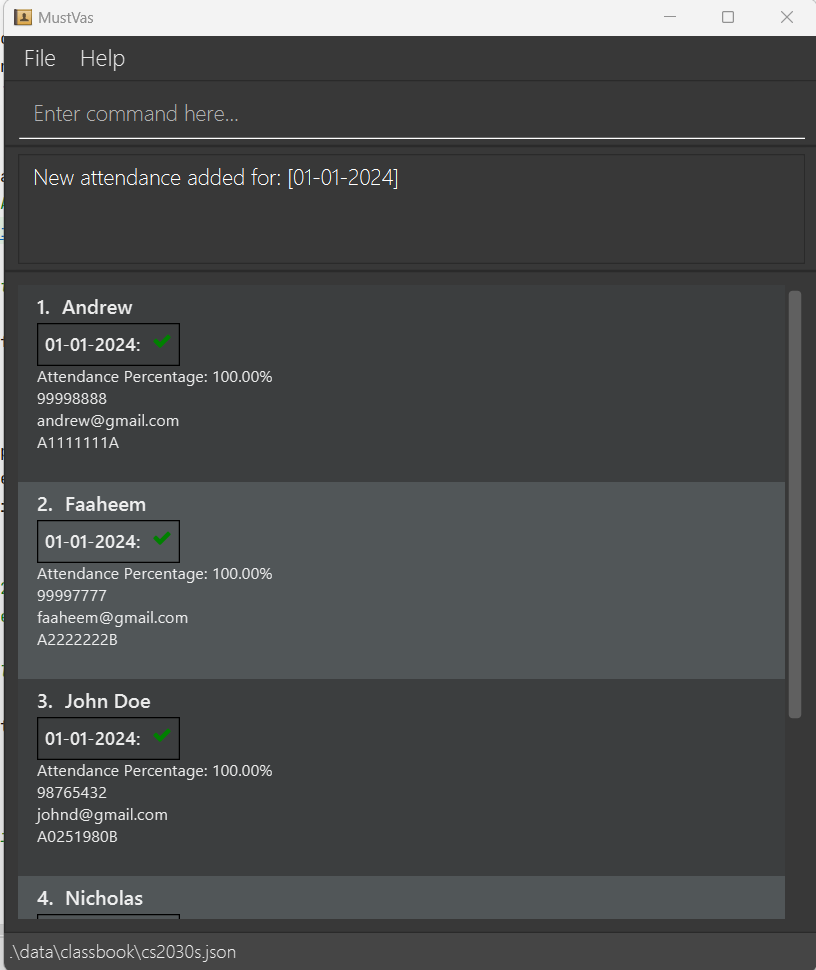 MustVas
File Help
Enter command here...
New attendance added for: [01-01-2024]
1. Andrew
01-01-2024:
Attendance Percentage: 100.00%
99998888
andrew@gmail.com
A1111111A
2. Faaheem
01-01-2024:
Attendance Percentage: 100.00%
99997777
faaheem@gmail.com
A2222222B
3. John Doe
01-01-2024:
Attendance Percentage: 100.00%
98765432
johnd@gmail.com
A0251980B
4. Nicholas
.\data\classbook\cs2030s.json